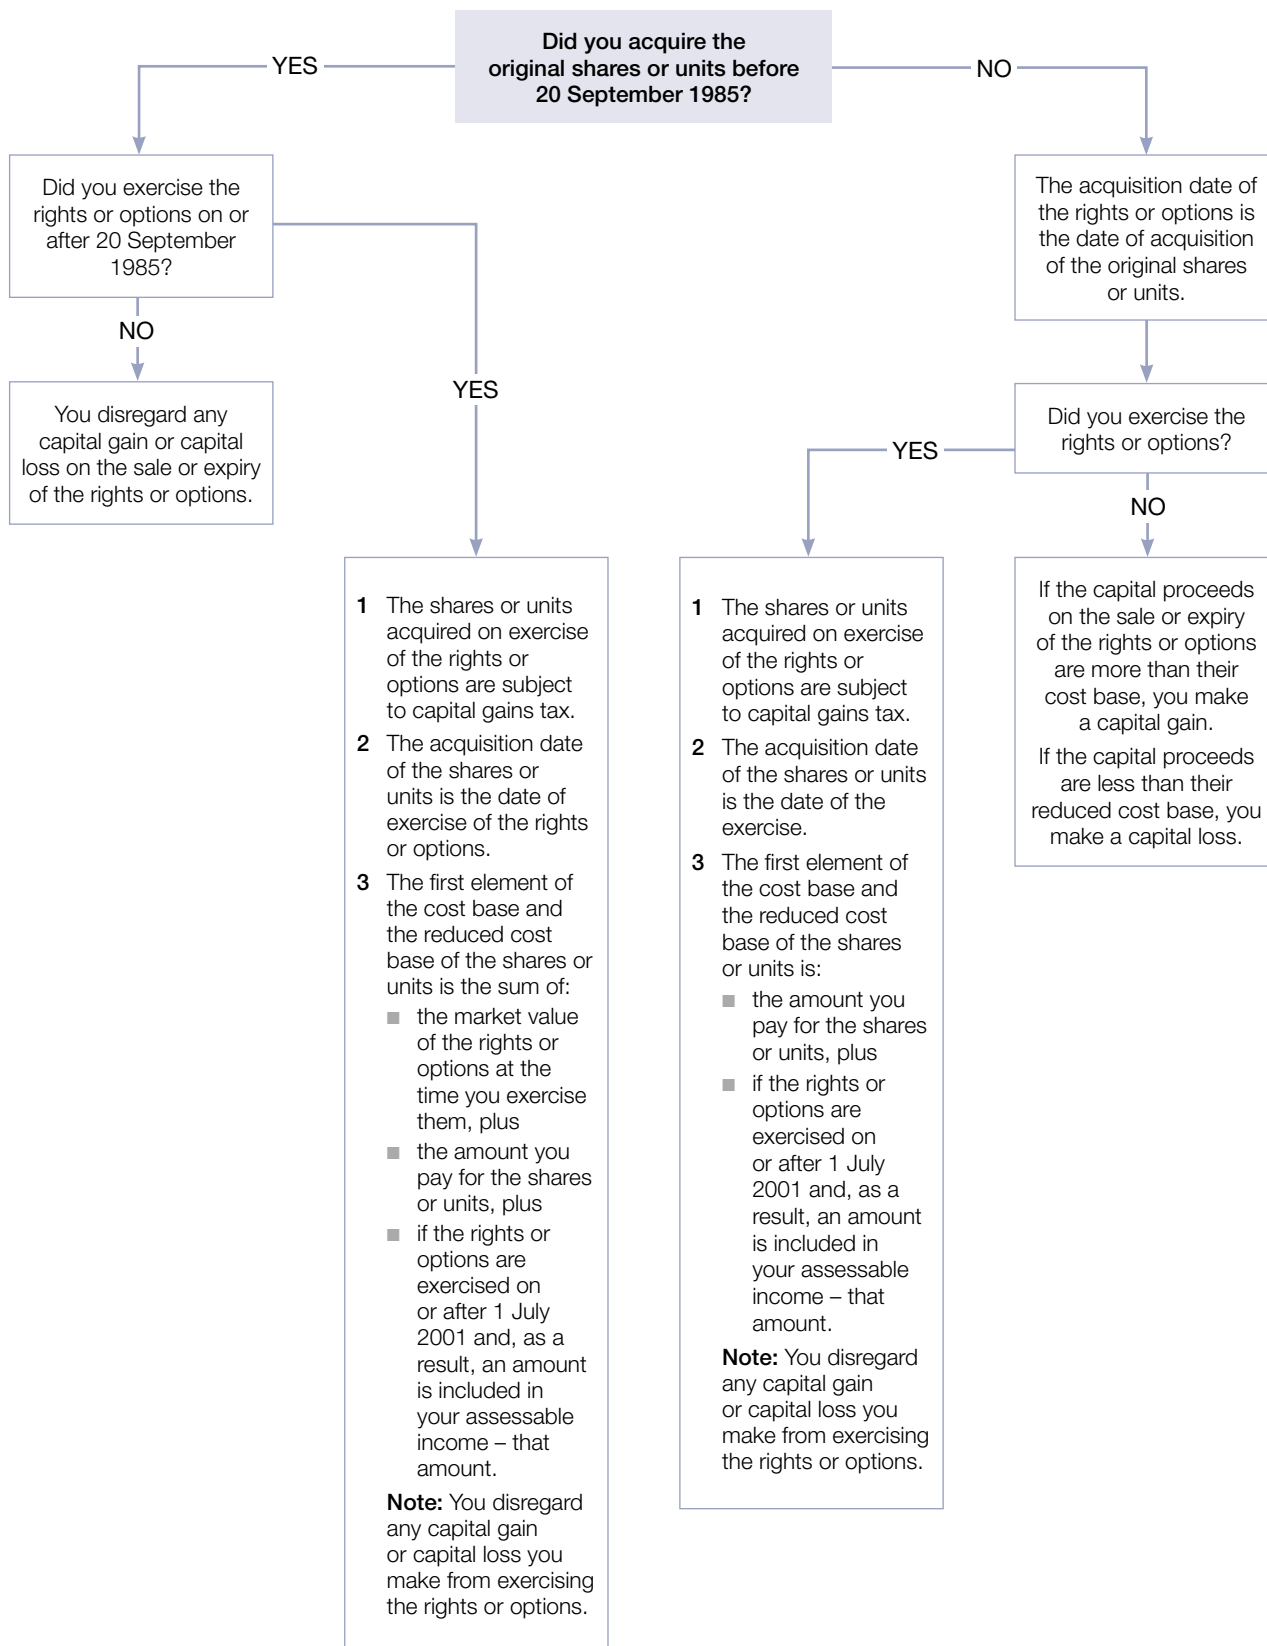 Did you acquire the
original shares or units before
20 September 1985?
YES
NO
Did you exercise the
rights or options on or
after 20 September
1985?
NO
You disregard any
capital gain or capital
loss on the sale or expiry
of the rights or options.
YES
1 The shares or units
acquired on exercise
of the rights or
options are subject
to capital gains tax.
2 The acquisition date
of the shares or
units is the date of
exercise of the rights
or options.
3 The first element of
the cost base and
the reduced cost
base of the shares or
units is the sum of:
■ the market value
of the rights or
options at the
time you exercise
them, plus
■ the amount you
pay for the shares
or units, plus
■ if the rights or
options are
exercised on
or after 1 July
2001 and, as a
result, an amount
is included in
your assessable
income – that
amount.
Note: You disregard
any capital gain
or capital loss you
make from exercising
the rights or options.
The acquisition date of
the rights or options is
the date of acquisition
of the original shares
or units.
Did you exercise the
rights or options?
YES
1 The shares or units
acquired on exercise
of the rights or
options are subject
to capital gains tax.
2 The acquisition date
of the shares or units
is the date of the
exercise.
3 The first element of
the cost base and
the reduced cost
base of the shares
or units is:
■ the amount you
pay for the shares
or units, plus
■ if the rights or
options are
exercised on
or after 1 July
2001 and, as a
result, an amount
is included in
your assessable
income – that
amount.
Note: You disregard
any capital gain
or capital loss you
make from exercising
the rights or options.
NO
If the capital proceeds
on the sale or expiry
of the rights or options
are more than their
cost base, you make
a capital gain.
If the capital proceeds
are less than their
reduced cost base, you
make a capital loss.